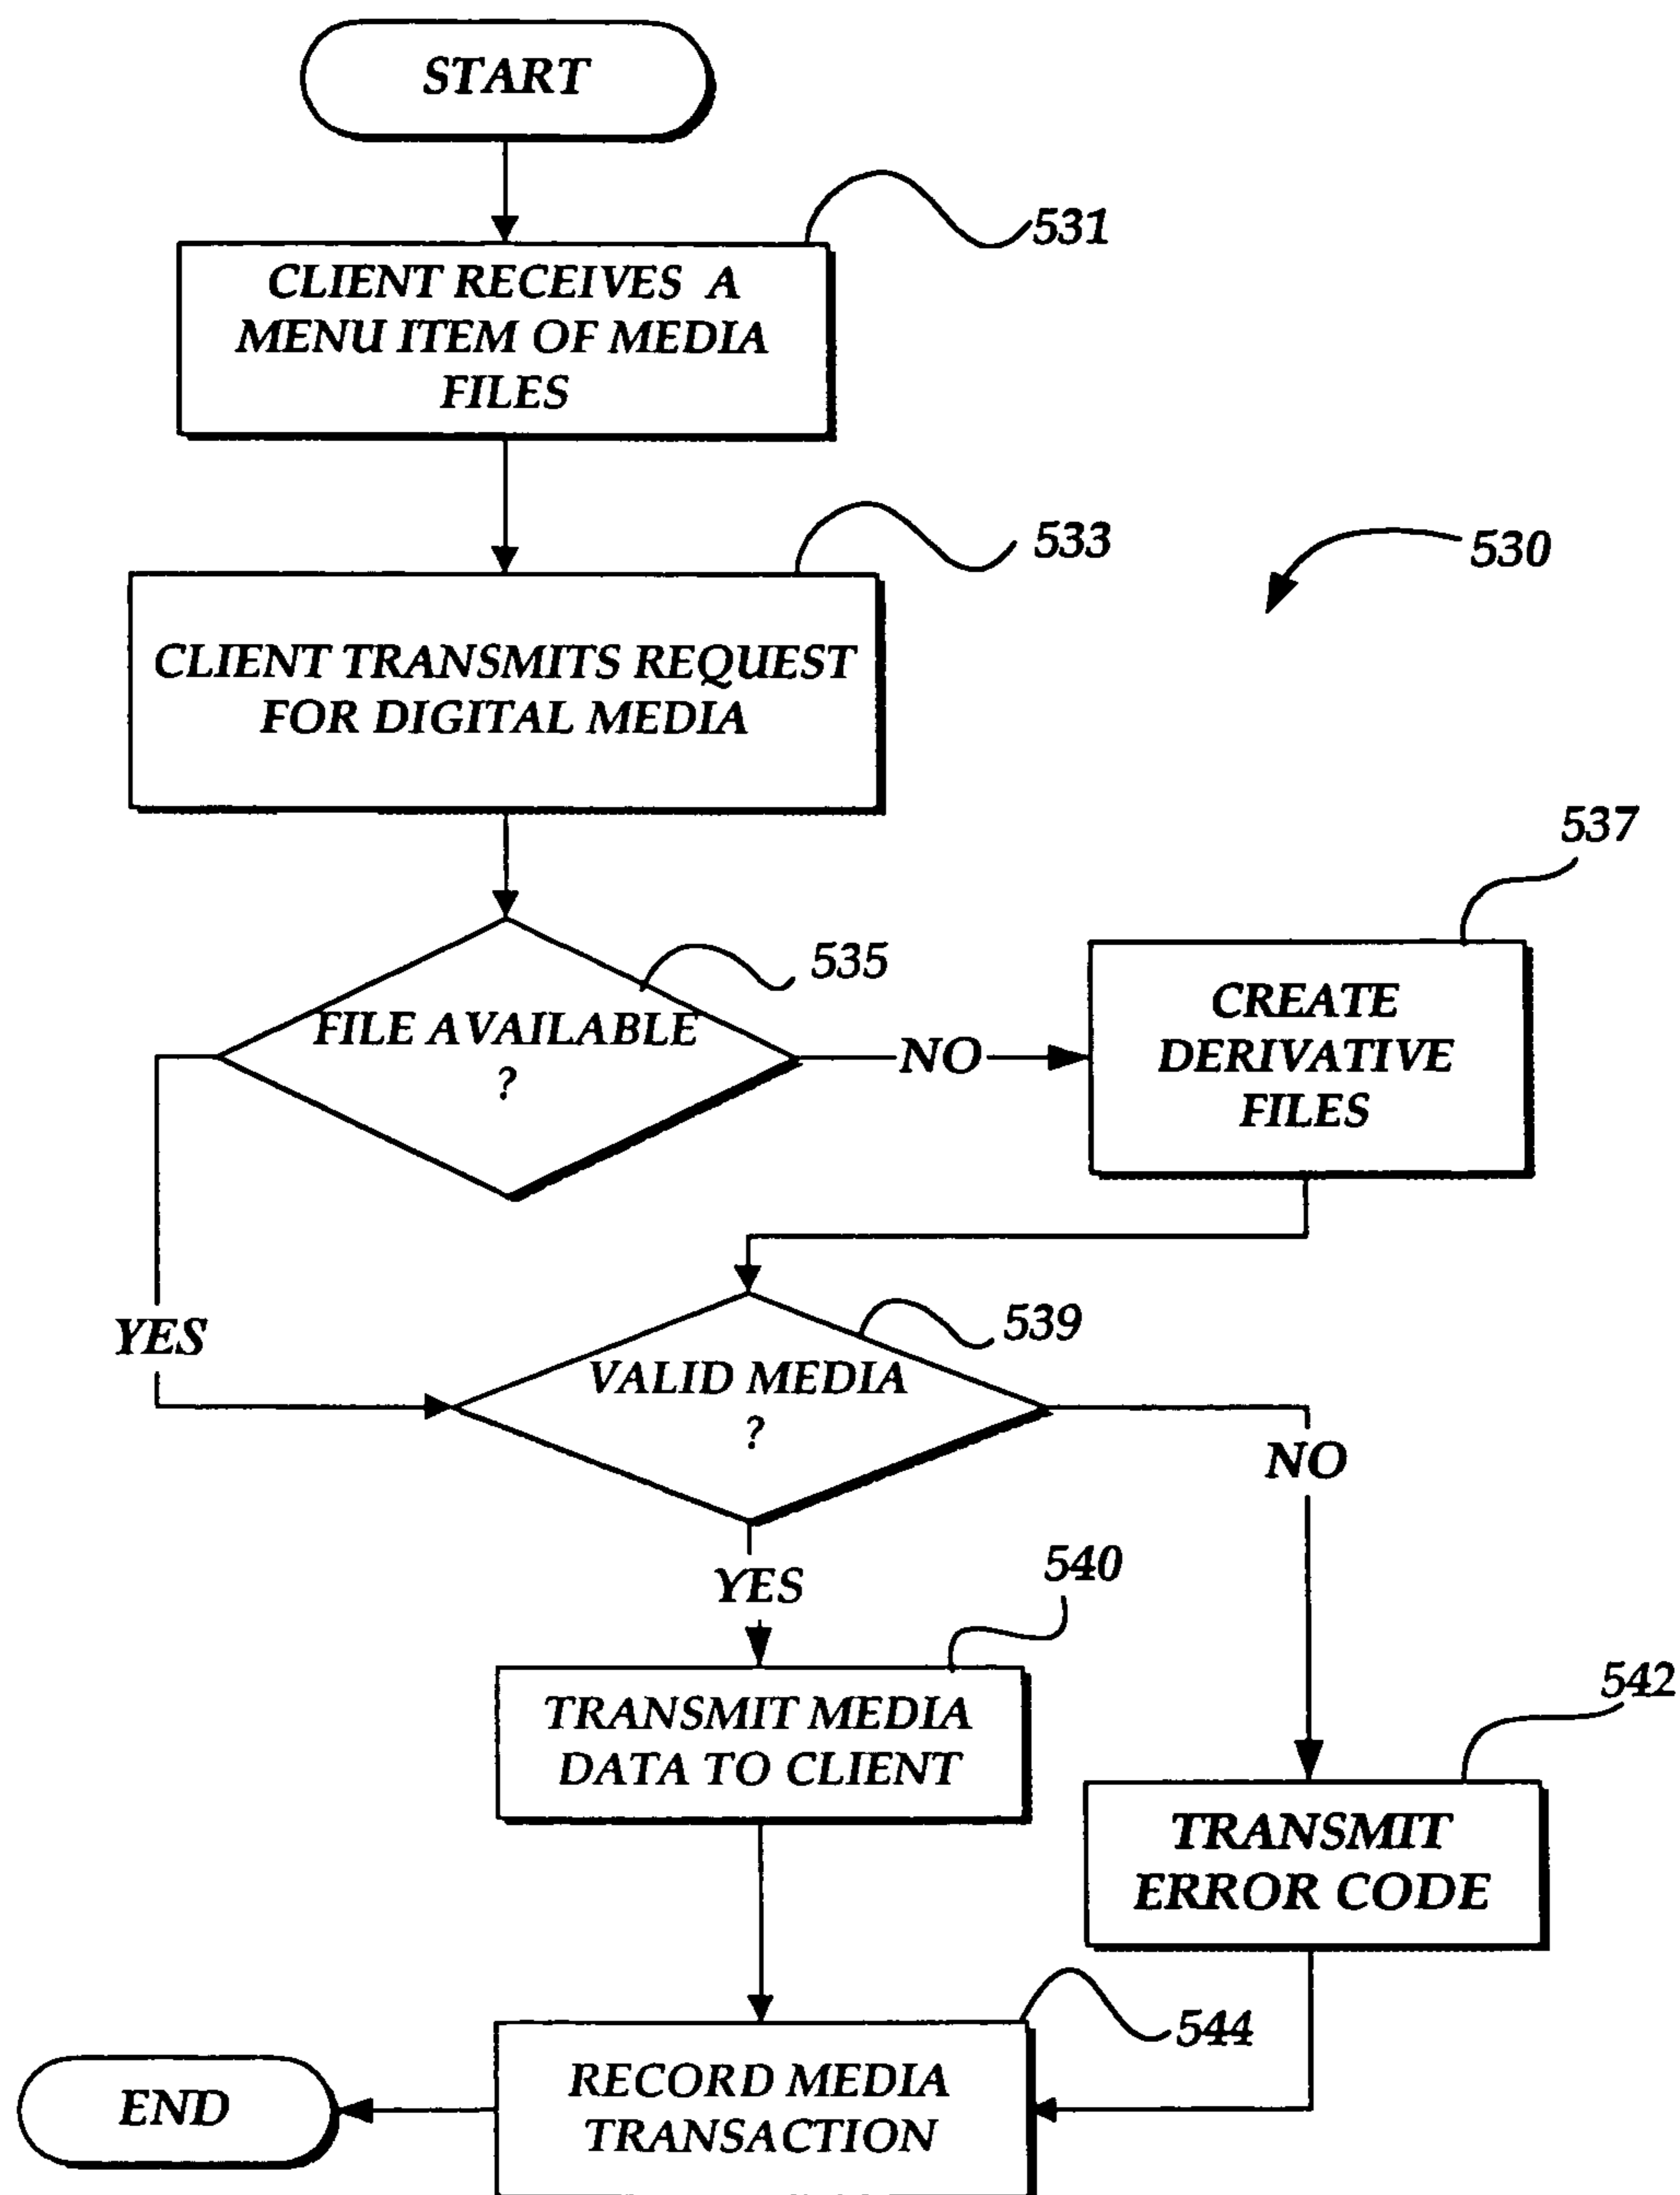 START
531
CLIENT RECEIVES A
MENU ITEM OF MEDIA
FILES
533
530
CLIENT TRANSMITS REQUEST
FOR DIGITAL MEDIA
537
535
FILE AVAILABLE
?
NO
CREATE
DERIVATIVE
FILES
YES
539
VALID MEDIA
?
NO
YES
540
TRANSMIT MEDIA
DATA TO CLIENT
542
TRANSMIT
ERROR CODE
544
RECORD MEDIA
TRANSACTION
END